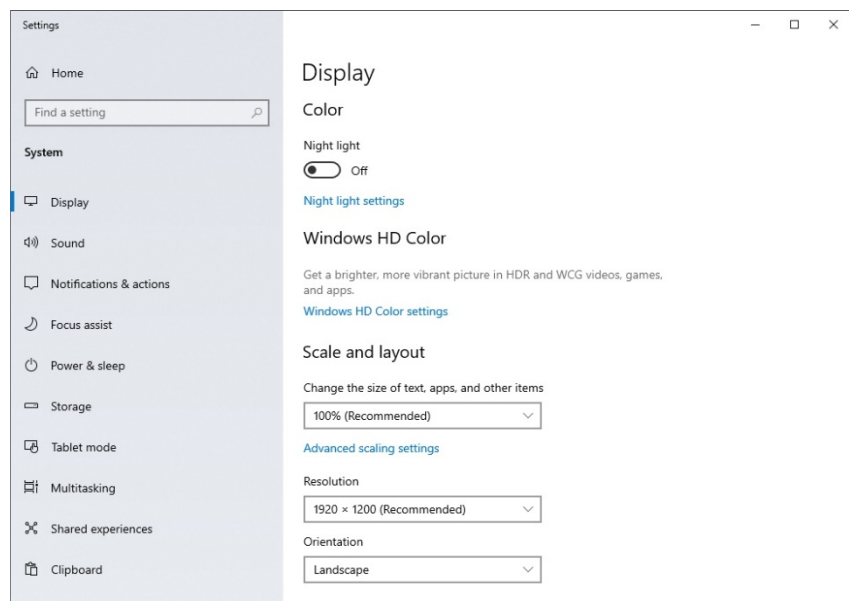 Settings
Home
Find a setting
System
Display
Sound
Notifications & actions
Focus assist
Power & sleep
Storage
Tablet mode
Multitasking
Shared experiences
Clipboard
Display
Color
Night light
Off
Night light settings
Windows HD Color
Get a brighter, more vibrant picture in HDR and WCG videos, games,
and apps.
Windows HD Color settings
Scale and layout
Change the size of text, apps, and other items
100% (Recommended)
Advanced scaling settings
Resolution
1920 × 1200 (Recommended)
Orientation
Landscape